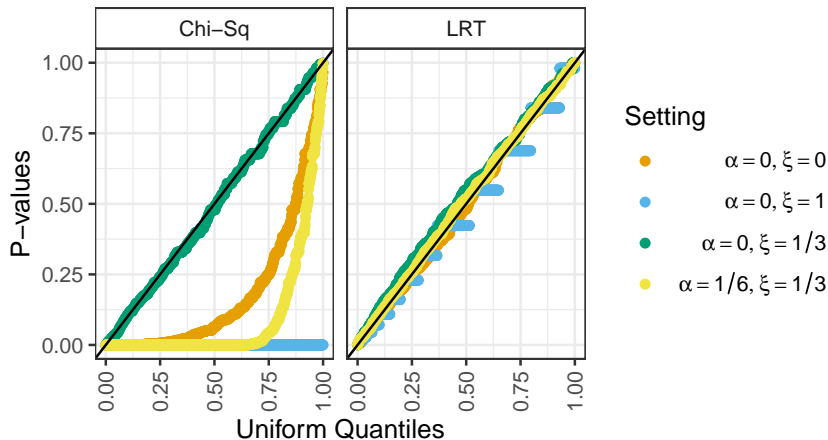 Chi−Sq
LRT
P−values
1.00
0.75
0.50
0.25
0.00
0.00
0.25
0.50
0.75
1.00
0.00
0.25
0.50
0.75
1.00
Uniform Quantiles
Setting
α = 0, ξ = 0
α = 0, ξ = 1
α = 0, ξ = 1/3
α = 1/6, ξ = 1/3